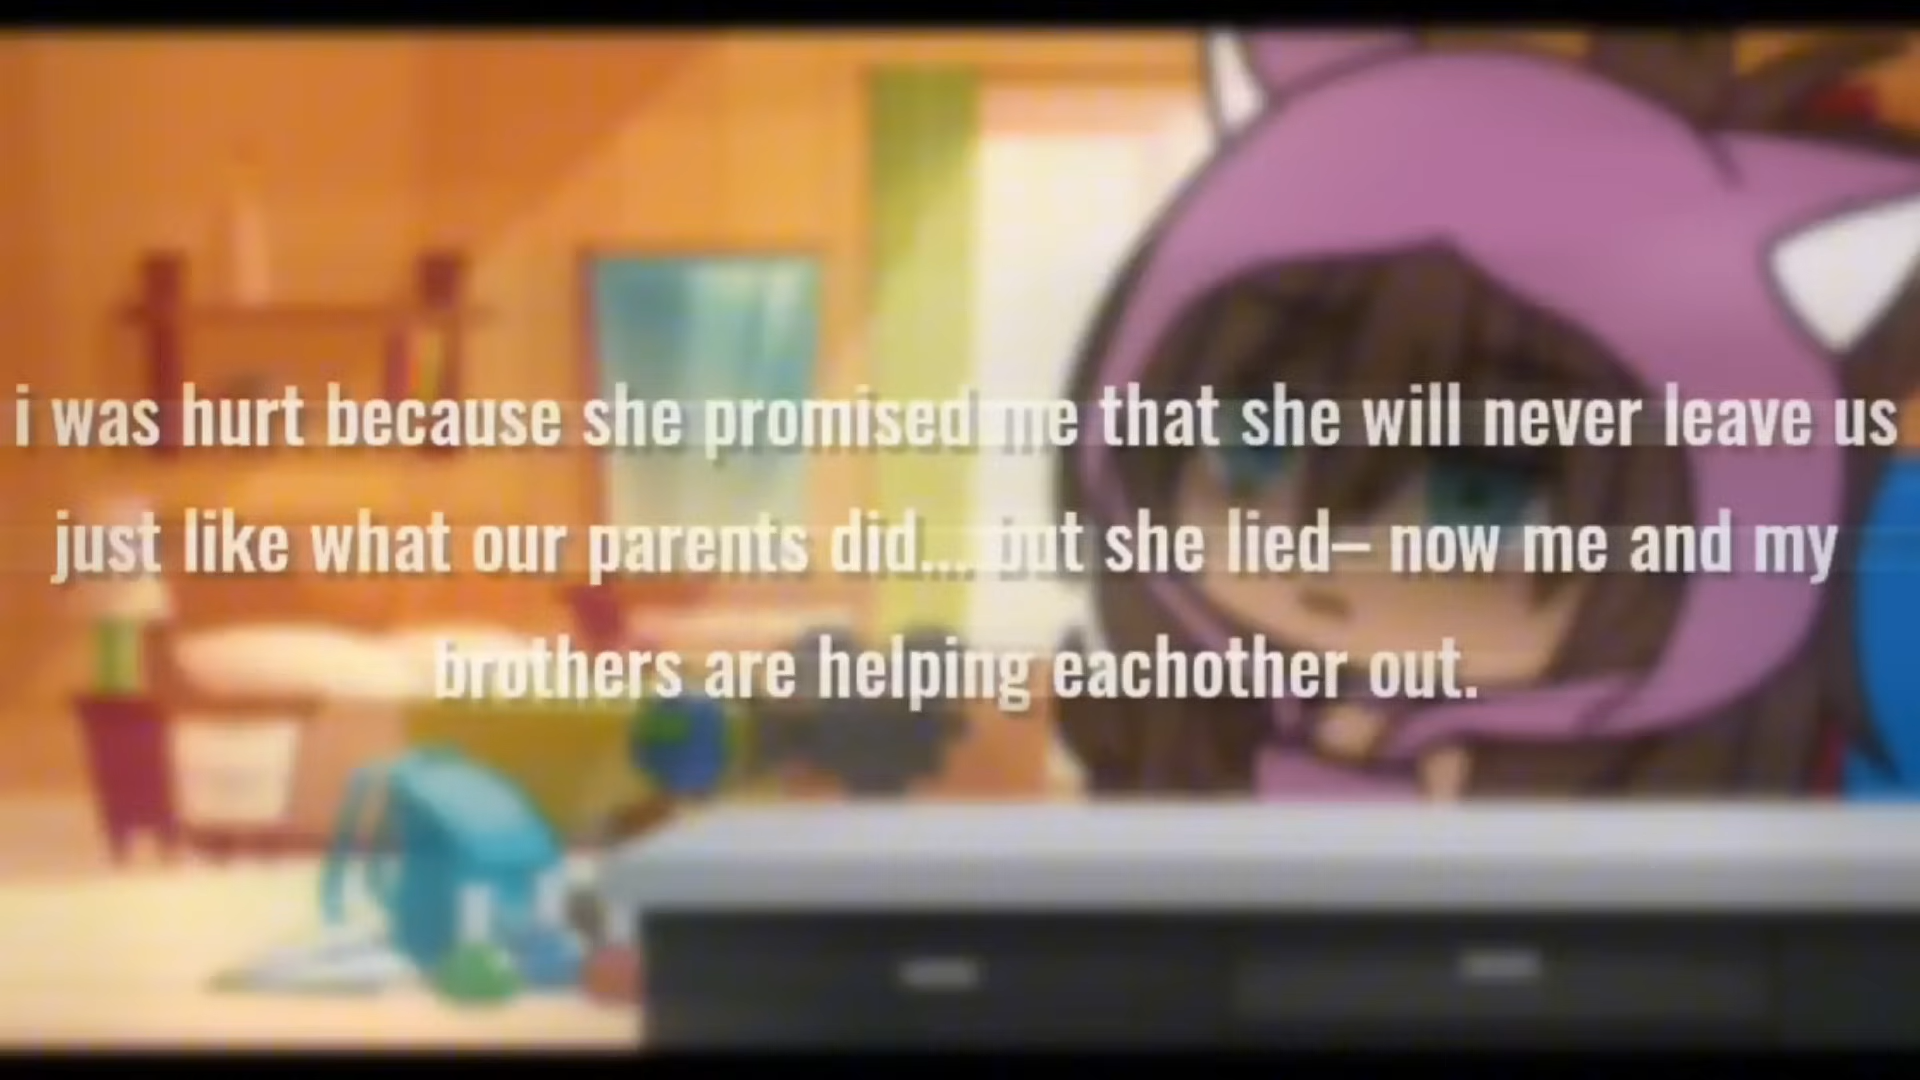 i was hurt because she promised me that she will never leave us
just like what our parents did.... but she lied– now me and my
brothers are helping eachother out.